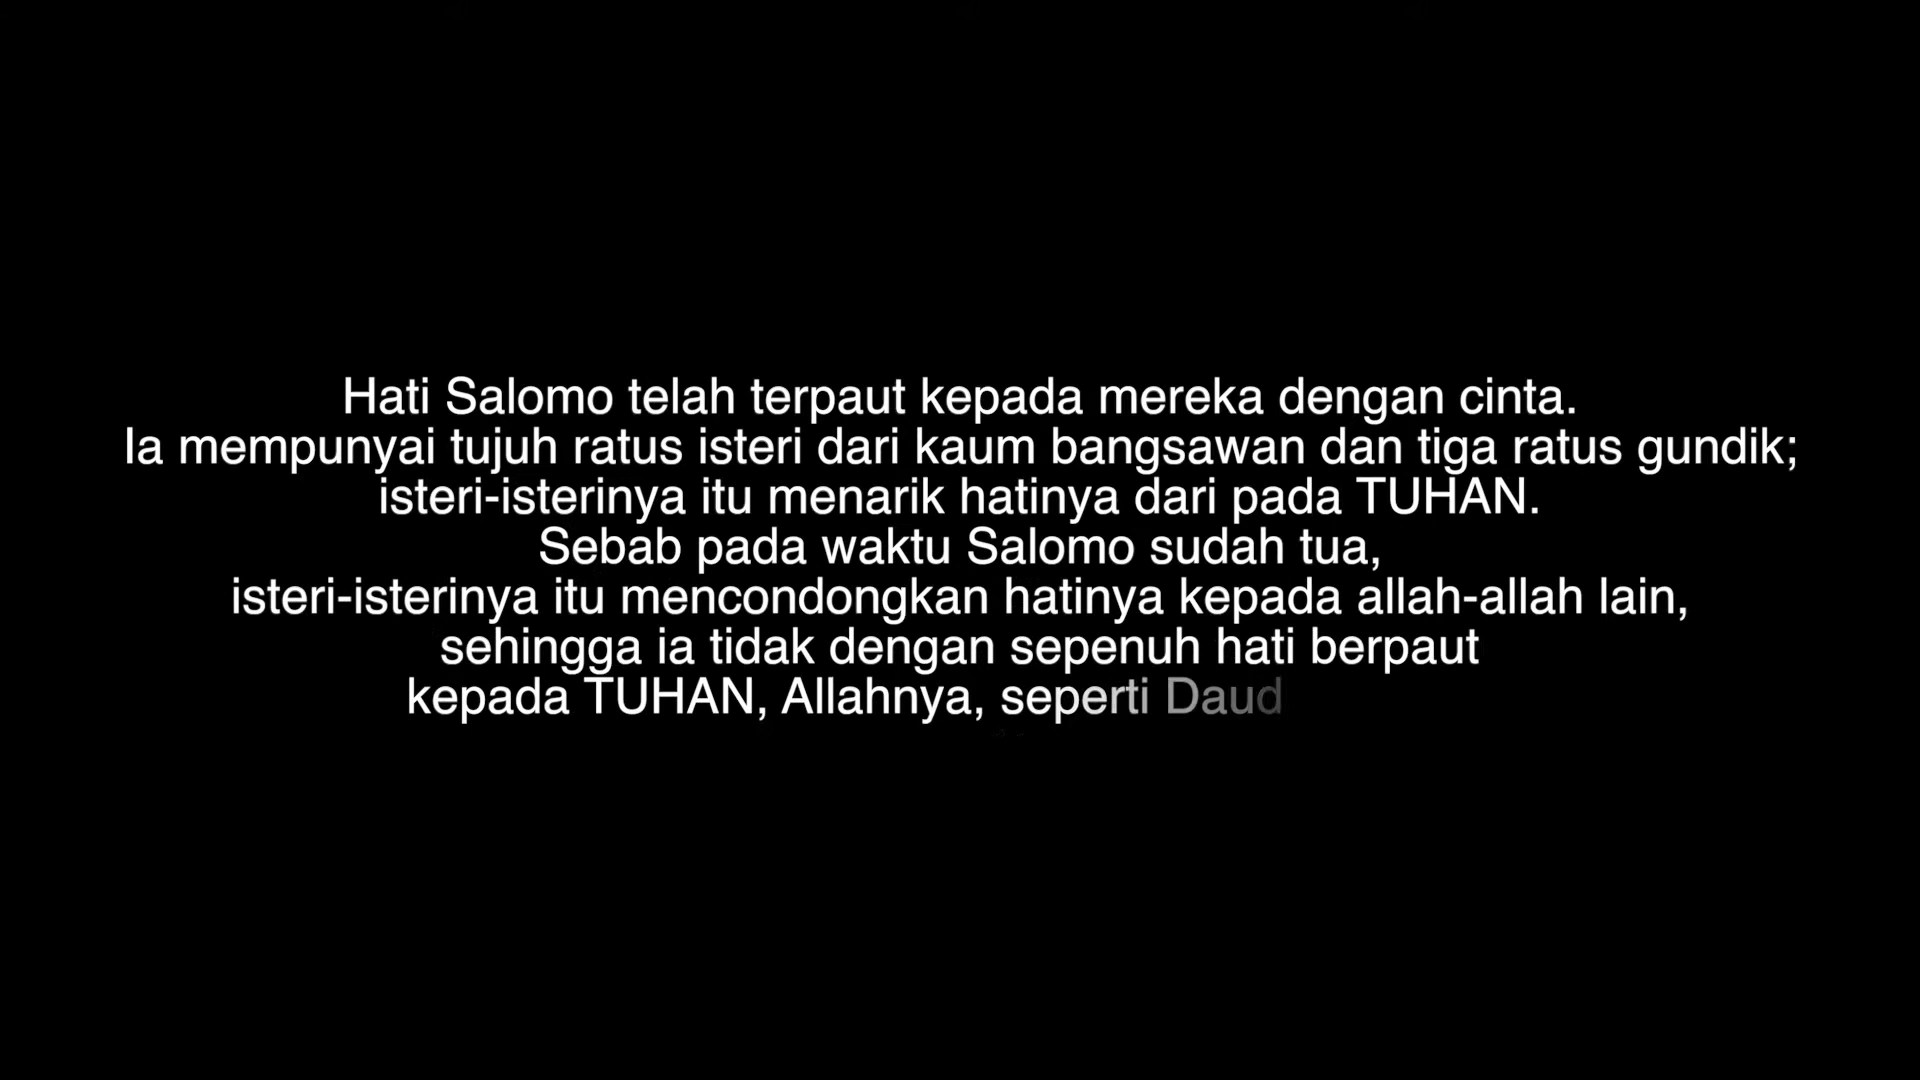 Hati Salomo telah terpaut kepada mereka dengan cinta.
Ia mempunyai tujuh ratus isteri dari kaum bangsawan dan tiga ratus gundik;
isteri-isterinya itu menarik hatinya dari pada TUHAN.
Sebab pada waktu Salomo sudah tua,
isteri-isterinya itu mencondongkan hatinya kepada allah-allah lain,
sehingga ia tidak dengan sepenuh hati berpaut
kepada TUHAN, Allahnya, seperti Daud